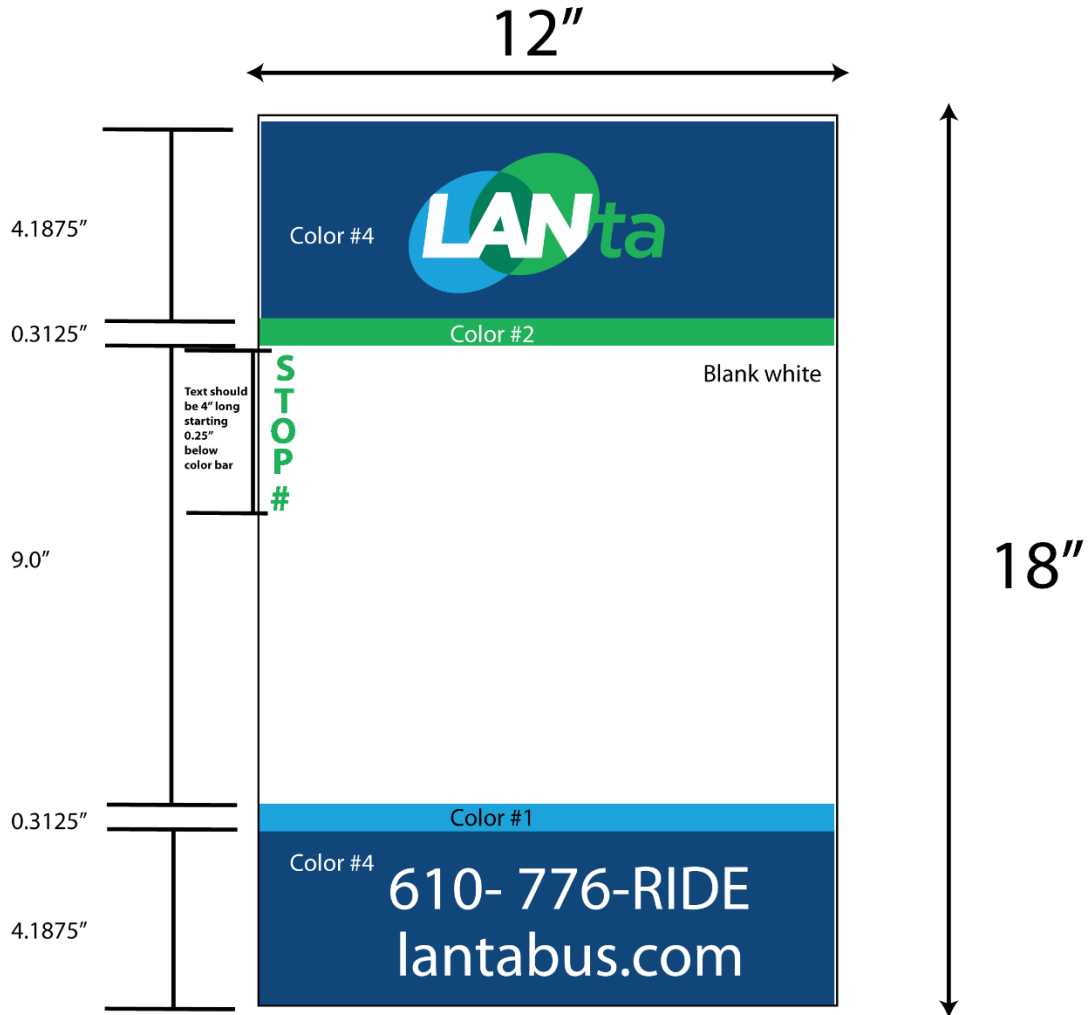 12"
4.1875"
Color #4
LANta
0.3125"
Color #2
STOP#
Blank white
Text should
be 4" long
starting
0.25"
below
color bar
9.0"
18"
0.3125"
Color #1
Color #4
610- 776-RIDE
4.1875"
lantabus.com